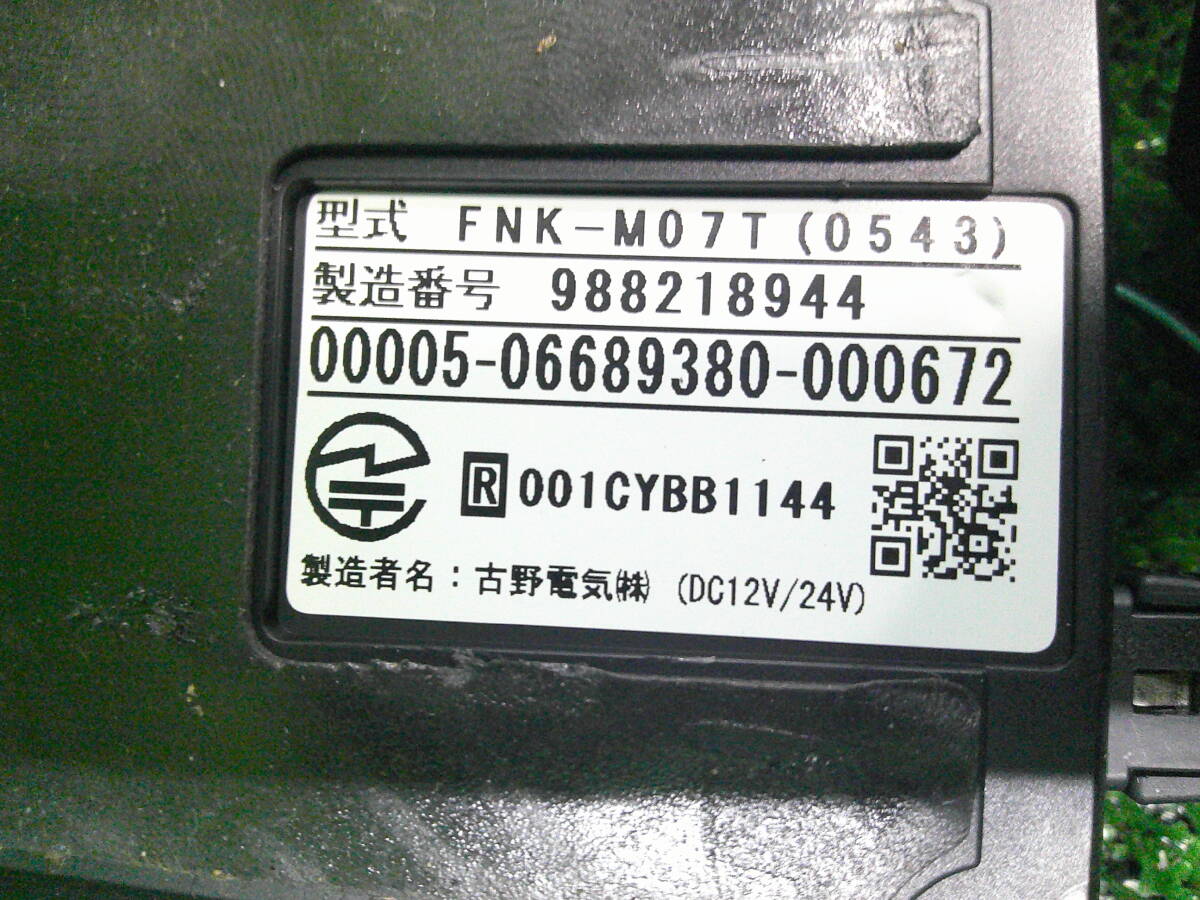 型式 FNK-M07T(0543)
製造番号 988218944
00005-06689380-000672
R 001CYBB1144
製造者名:古野電気㈱ (DC12V/24V)